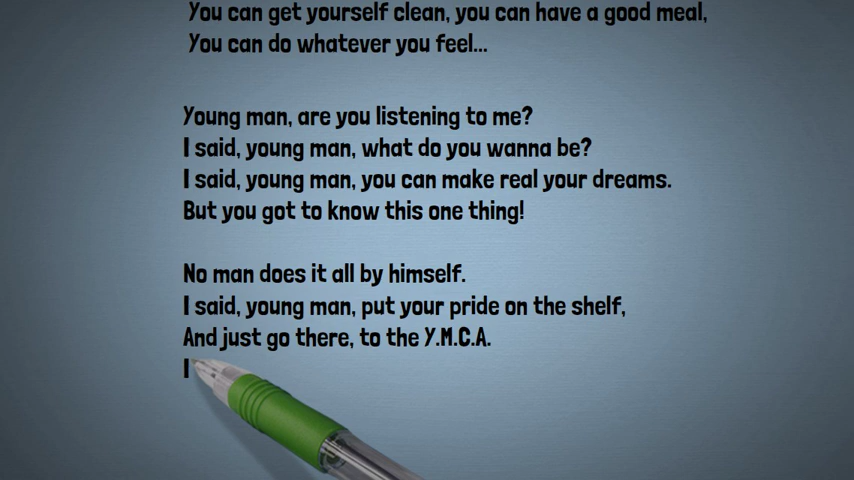 You can get yourself clean, you can have a good meal,
You can do whatever you feel...
Young man, are you listening to me?
I said, young man, what do you wanna be?
I said, young man, you can make real your dreams.
But you got to know this one thing!
No man does it all by himself.
I said, young man, put your pride on the shelf,
And just go there, to the Y.M.C.A.
I